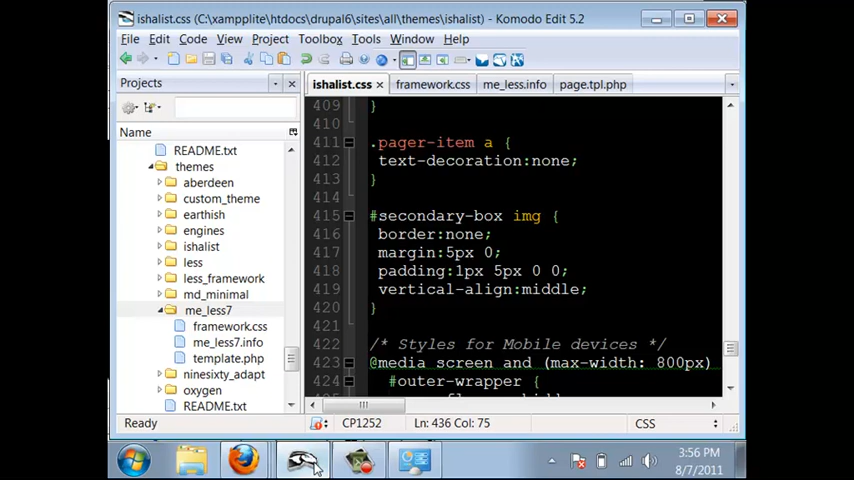 ishalist.css (C:\xampplite\htdocs\drupal6\sites\all\themes\ishalist) - Komodo Edit 5.2
File Edit Code View Project Toolbox Tools Window Help
Projects
ishalist.css framework.css me_less.info page.tpl.php
Name
README.txt
themes
aberdeen
custom_theme
earthish
engines
ishalist
less
less_framework
md_minimal
me_less7
framework.css
me_less7.info
template.php
ninesixty_adapt
oxygen
README.txt
409 }
410
411 .pager-item a {
412 text-decoration:none;
413 }
414
415 #secondary-box img {
416 border:none;
417 margin:5px 0;
418 padding:1px 5px 0 0;
419 vertical-align:middle;
420 }
421
422 /* Styles for Mobile devices */
423 @media screen and (max-width: 800px)
424 #outer-wrapper {
Ready CP1252 Ln: 436 Col: 75 CSS
3:56 PM
8/7/2011